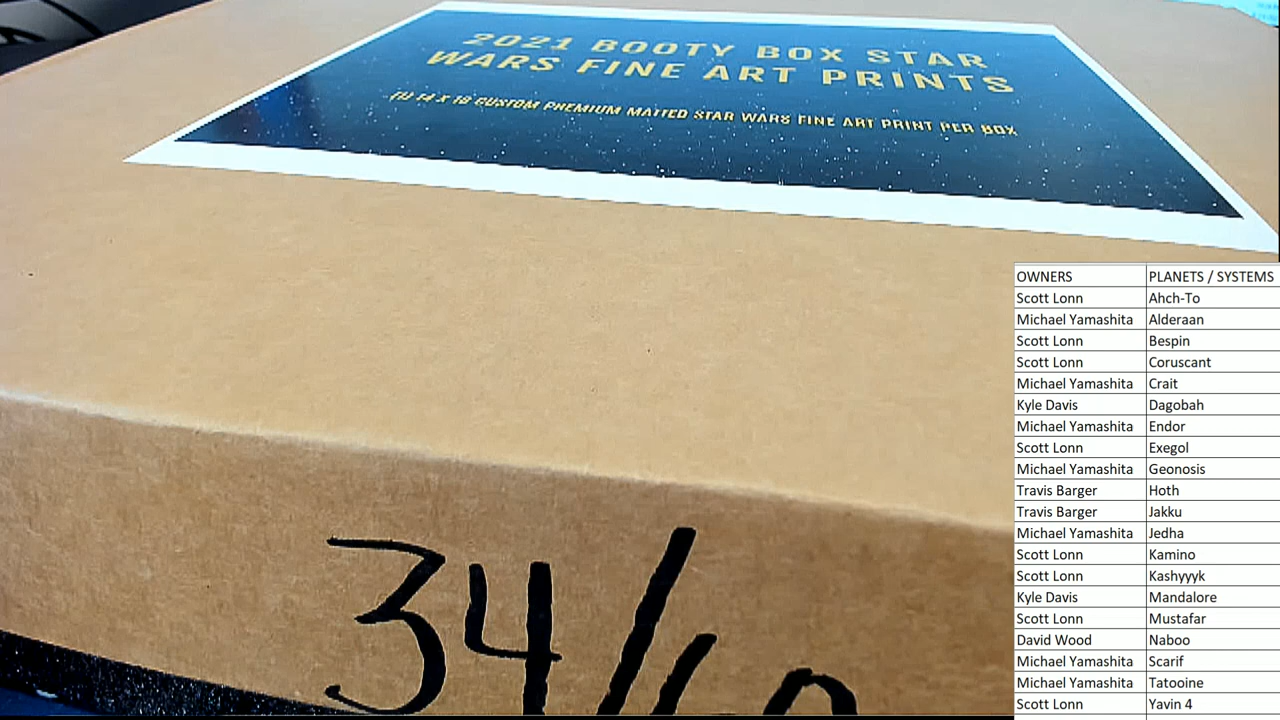 2021 BOOTY BOX STAR
WARS FINE ART PRINTS
(1) 14 X 18 CUSTOM PREMIUM MATTED STAR WARS FINE ART PRINT PER BOX
34/
OWNERS PLANETS / SYSTEMS
Scott Lonn Ahch-To
Michael Yamashita Alderaan
Scott Lonn Bespin
Scott Lonn Coruscant
Michael Yamashita Crait
Kyle Davis Dagobah
Michael Yamashita Endor
Scott Lonn Exegol
Michael Yamashita Geonosis
Travis Barger Hoth
Travis Barger Jakku
Michael Yamashita Jedha
Scott Lonn Kamino
Scott Lonn Kashyyyk
Kyle Davis Mandalore
Scott Lonn Mustafar
David Wood Naboo
Michael Yamashita Scarif
Michael Yamashita Tatooine
Scott Lonn Yavin 4